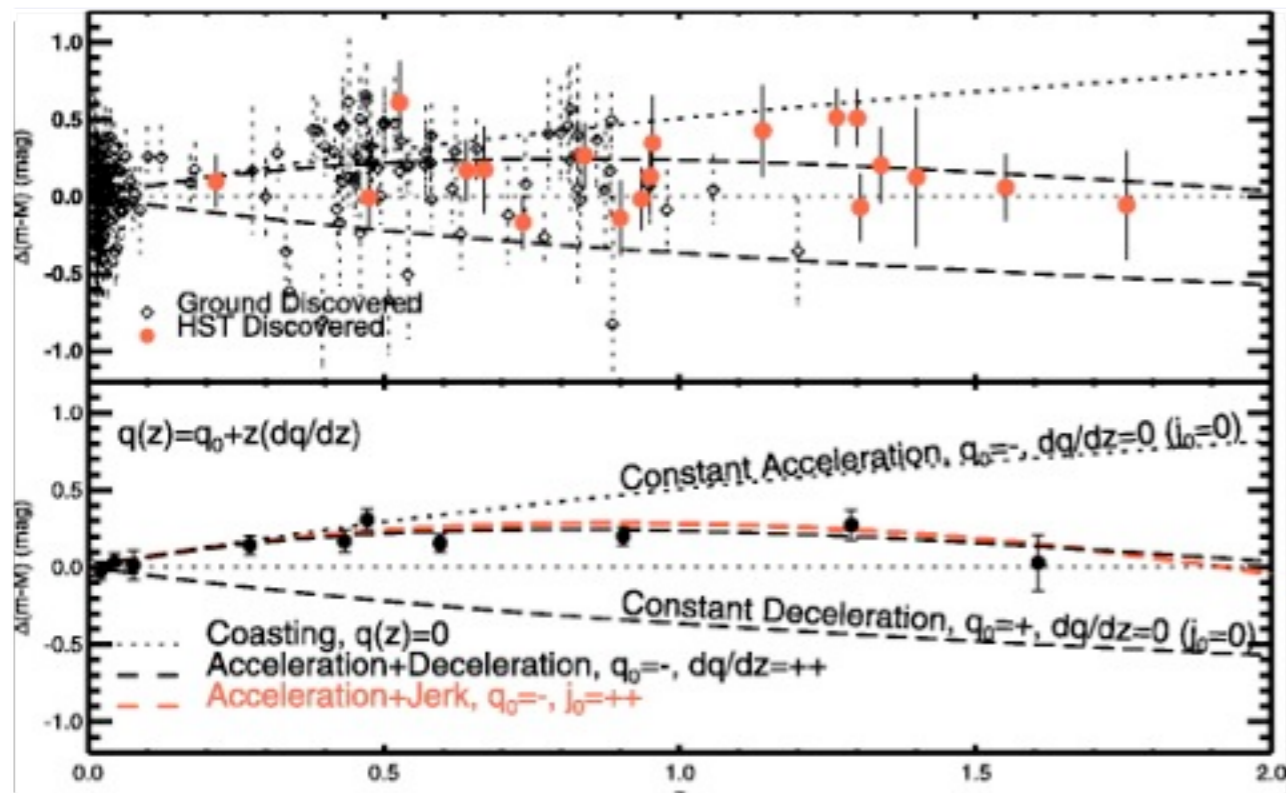 1.0
0.5
0.0
-0.5
-1.0
Δ(m-M) (mag)
Ground Discovered
HST Discovered
1.0
0.5
0.0
-0.5
-1.0
Δ(m-M) (mag)
q(z)=q₀+z(dq/dz)
Constant Acceleration, q₀=-, dq/dz=0 (j₀=0)
Constant Deceleration, q₀=+, dq/dz=0 (j₀=0)
Coasting, q(z)=0
Acceleration+Deceleration, q₀=-, dq/dz=++
Acceleration+Jerk, q₀=-, j₀=++
0.0 0.5 1.0 1.5 2.0